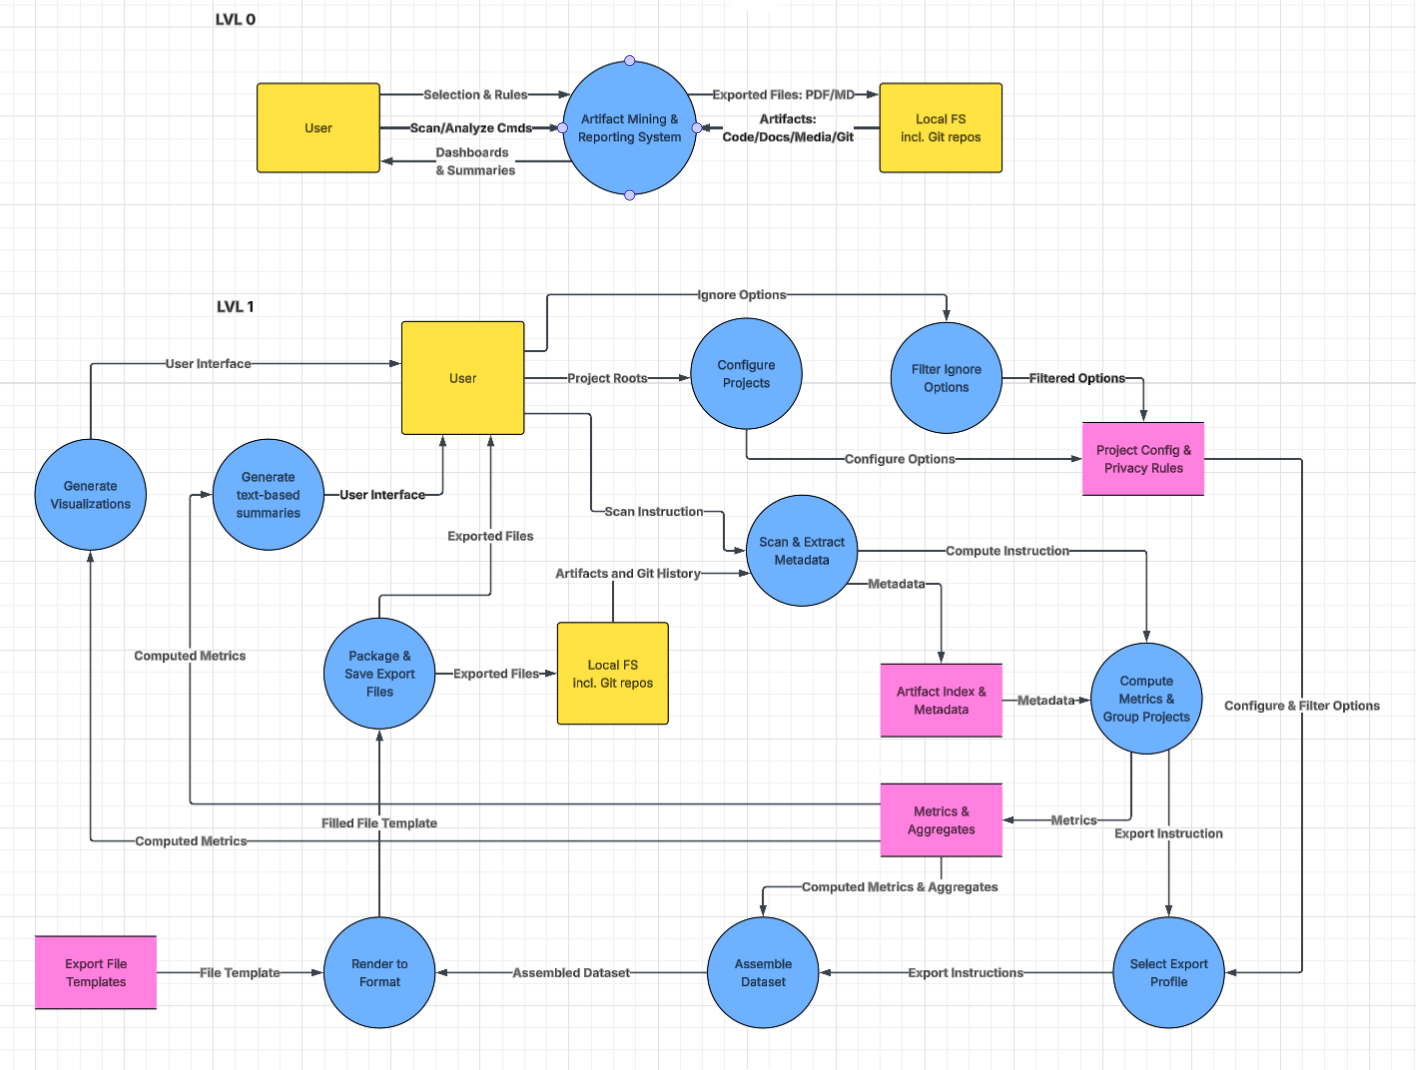 LVL 0
User
Selection & Rules
Scan/Analyze Cmds
Dashboards
& Summaries
Artifact Mining &
Reporting System
Exported Files: PDF/MD
Artifacts:
Code/Docs/Media/Git
Local FS
incl. Git repos
LVL 1
Ignore Options
User Interface
User
Project Roots
Configure
Projects
Filter Ignore
Options
Filtered Options
Project Config &
Privacy Rules
Configure Options
Generate
Visualizations
Generate
text-based
summaries
User Interface
Exported Files
Scan Instruction
Scan & Extract
Metadata
Compute Instruction
Artifacts and Git History
Metadata
Computed Metrics
Package &
Save Export
Files
Exported Files
Local FS
incl. Git repos
Artifact Index &
Metadata
Metadata
Compute
Metrics &
Group Projects
Configure & Filter Options
Filled File Template
Metrics &
Aggregates
Metrics
Export Instruction
Computed Metrics
Computed Metrics & Aggregates
Export File
Templates
File Template
Render to
Format
Assembled Dataset
Assemble
Dataset
Export Instructions
Select Export
Profile